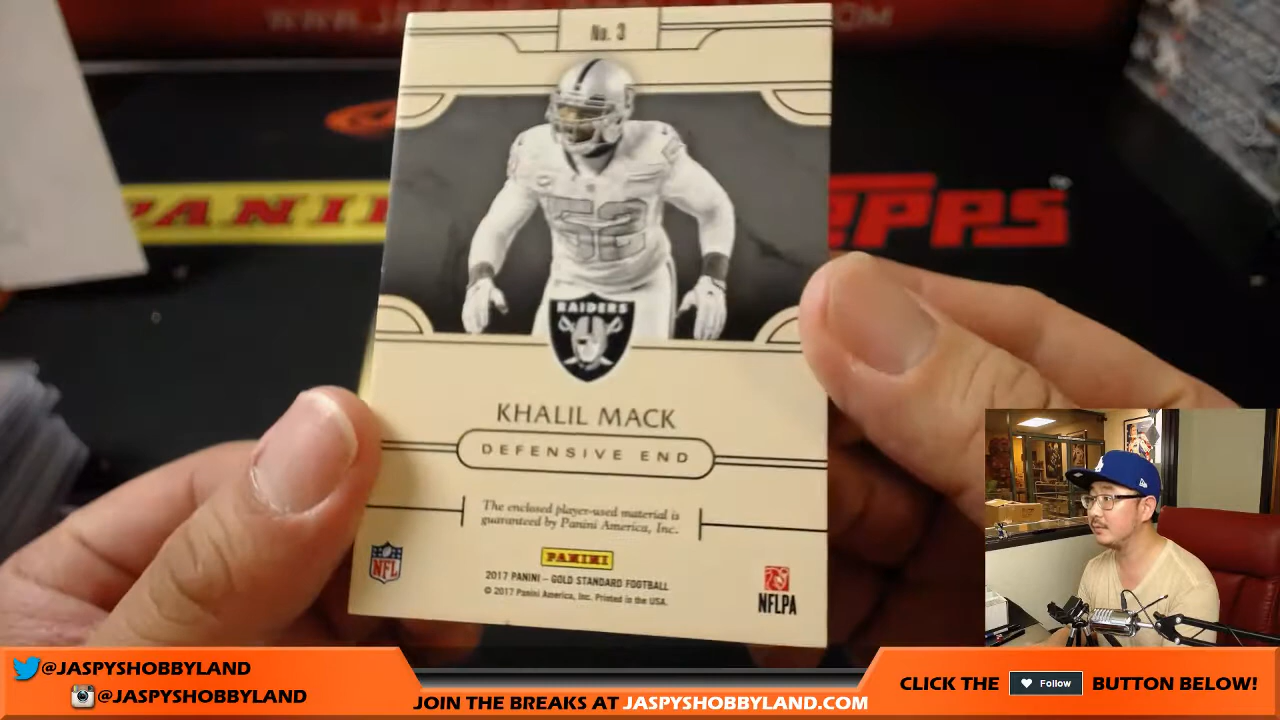 No. 3
52
RAIDERS
PANINI
TOPPS
KHALIL MACK
DEFENSIVE END
The enclosed player-used material is
guaranteed by Panini America, Inc.
PANINI
2017 PANINI – GOLD STANDARD FOOTBALL
© 2017 Panini America, Inc. Printed in the USA.
NFL
NFLPA
@JASPYSHOBBYLAND
@JASPYSHOBBYLAND
JOIN THE BREAKS AT JASPYSHOBBYLAND.COM
CLICK THE Follow BUTTON BELOW!